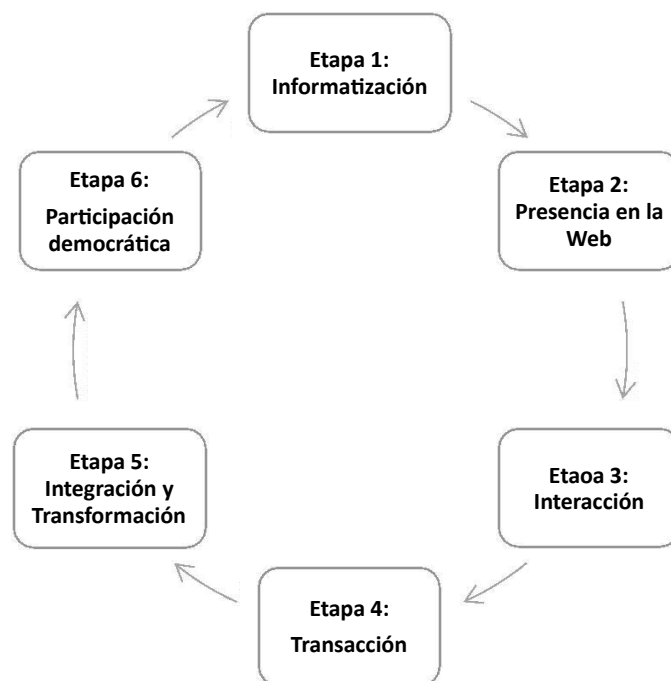 Etapa 1:
Informatización
Etapa 2:
Presencia en la
Web
Etaoa 3:
Interacción
Etapa 4:
Transacción
Etapa 5:
Integración y
Transformación
Etapa 6:
Participación
democrática